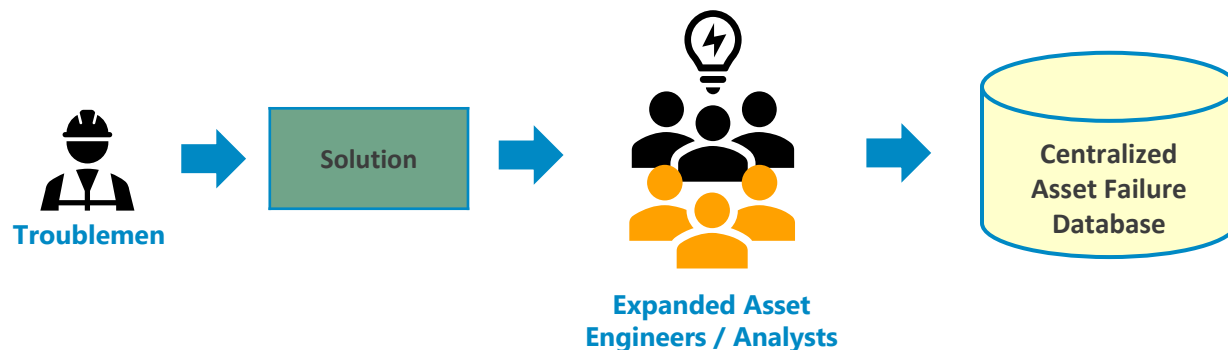 Troublemen
Solution
Expanded Asset
Engineers / Analysts
Centralized
Asset Failure
Database